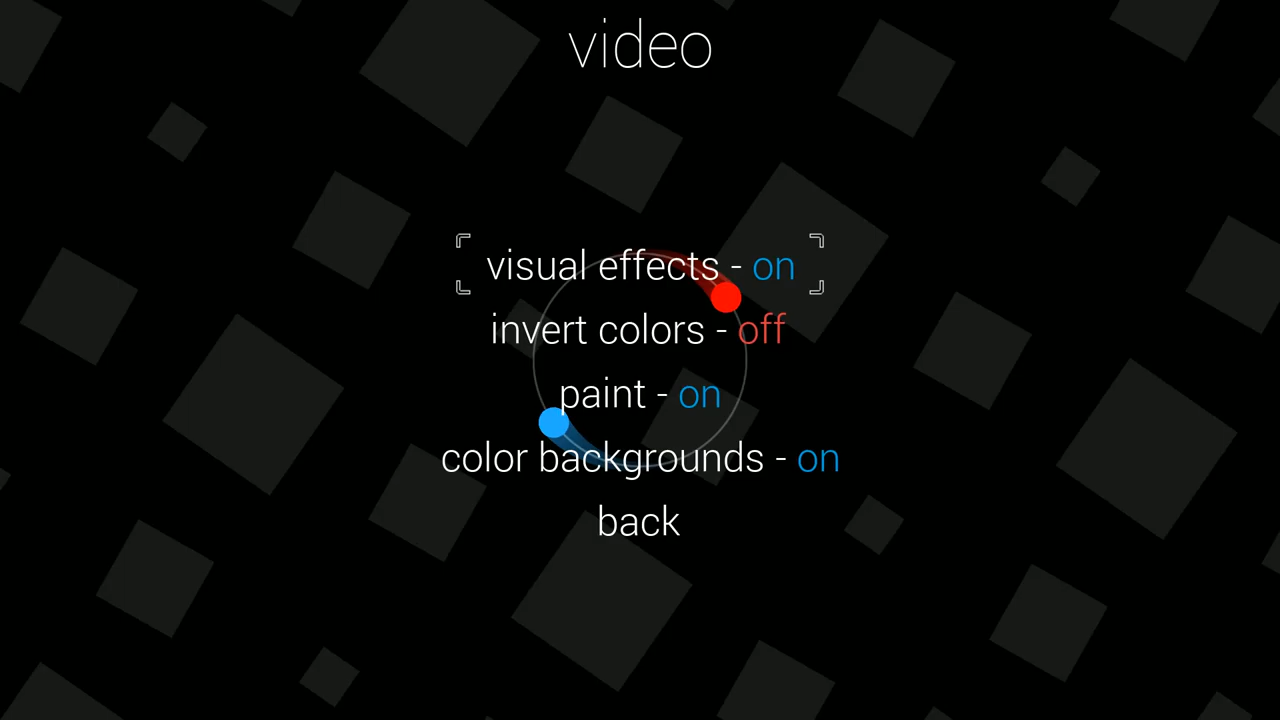 video
visual effects - on
invert colors - off
paint - on
color backgrounds - on
back